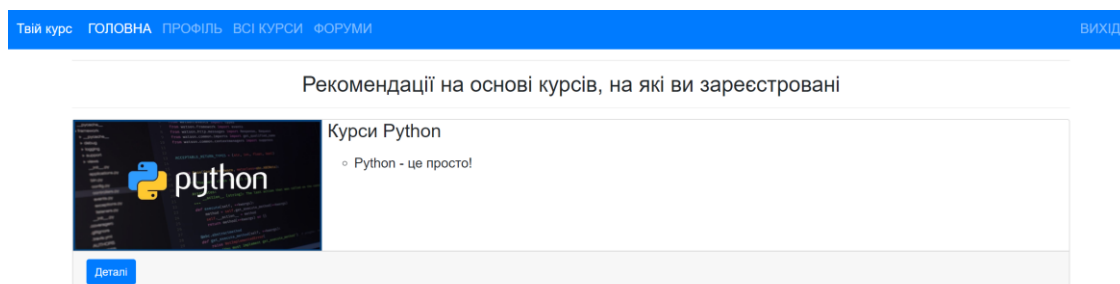 Твій курс ГОЛОВНА ПРОФІЛЬ ВСІ КУРСИ ФОРУМИ ВИХІД
Рекомендації на основі курсів, на які ви зареєстровані
Курси Python
Python - це просто!
python
Деталі